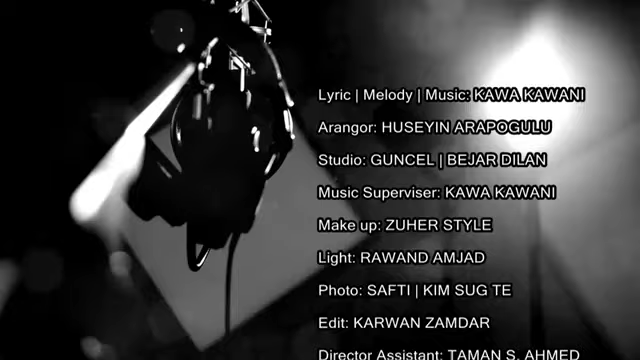 Lyric | Melody | Music: KAWA KAWANI
Arangor: HUSEYIN ARAPOGULU
Studio: GUNCEL | BEJAR DILAN
Music Superviser: KAWA KAWANI
Make up: ZUHER STYLE
Light: RAWAND AMJAD
Photo: SAFTI | KIM SUG TE
Edit: KARWAN ZAMDAR
Director Assistant: TAMAN S. AHMED